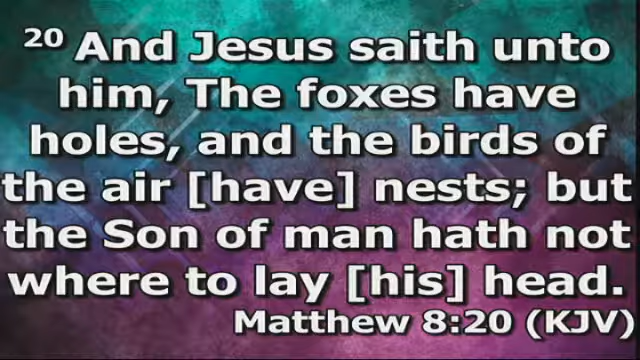 20 And Jesus saith unto
him, The foxes have
holes, and the birds of
the air [have] nests; but
the Son of man hath not
where to lay [his] head.
Matthew 8:20 (KJV)